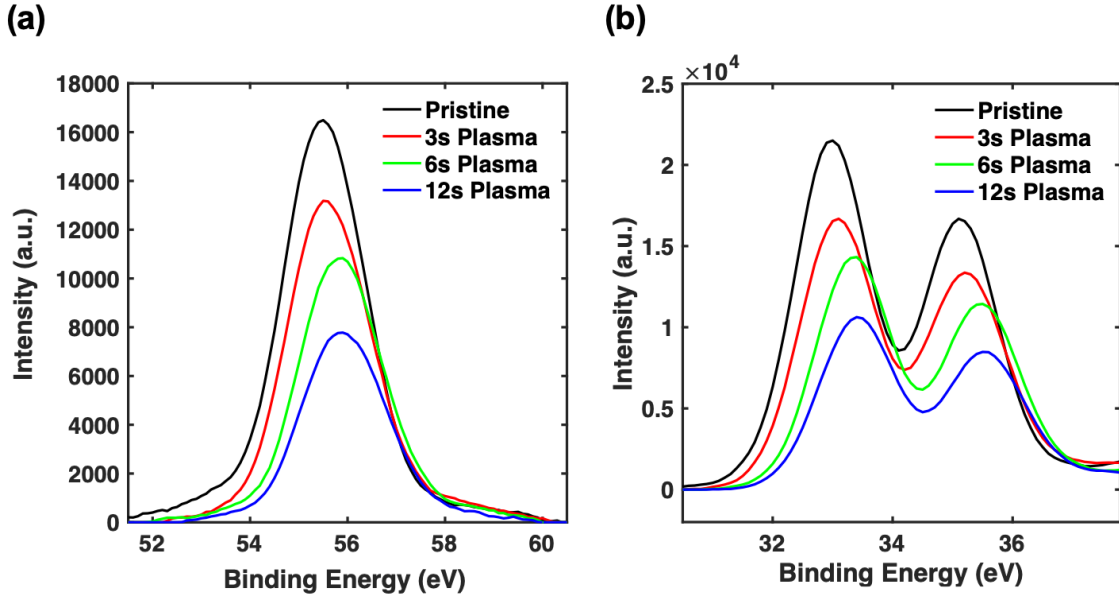 (a)
18000
16000
14000
12000
10000
8000
6000
4000
2000
0
Intensity (a.u.)
Pristine
3s Plasma
6s Plasma
12s Plasma
52 54 56 58 60
Binding Energy (eV)
(b)
×10⁴
2.5
2
1.5
1
0.5
0
Intensity (a.u.)
Pristine
3s Plasma
6s Plasma
12s Plasma
32 34 36
Binding Energy (eV)